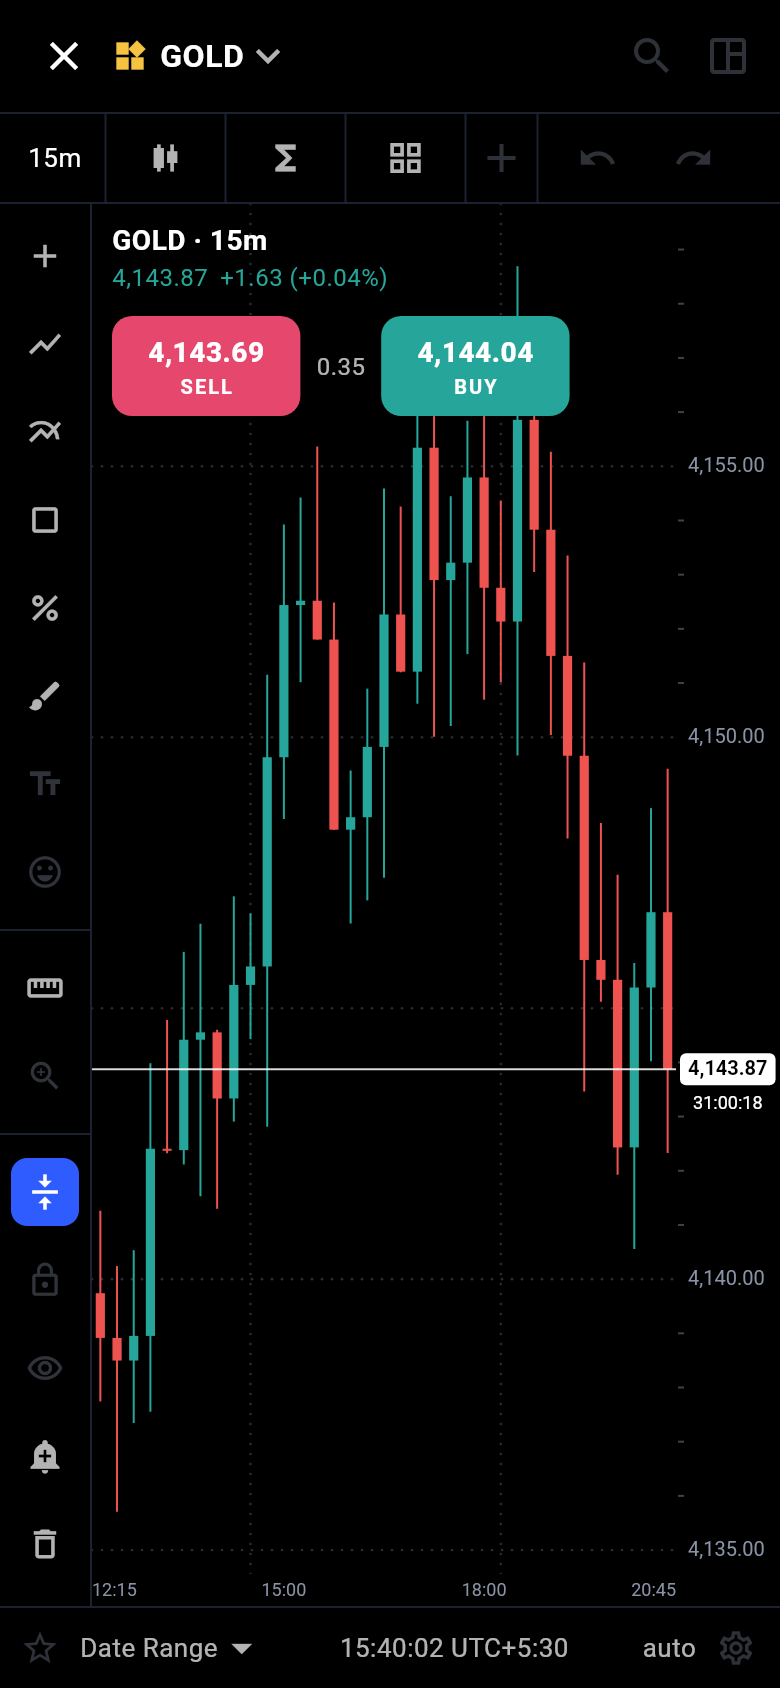 GOLD
15m
GOLD · 15m
4,143.87 +1.63 (+0.04%)
4,143.69
SELL
0.35
4,144.04
BUY
4,155.00
4,150.00
4,143.87
31:00:18
4,140.00
4,135.00
12:15 15:00 18:00 20:45
Date Range 15:40:02 UTC+5:30 auto